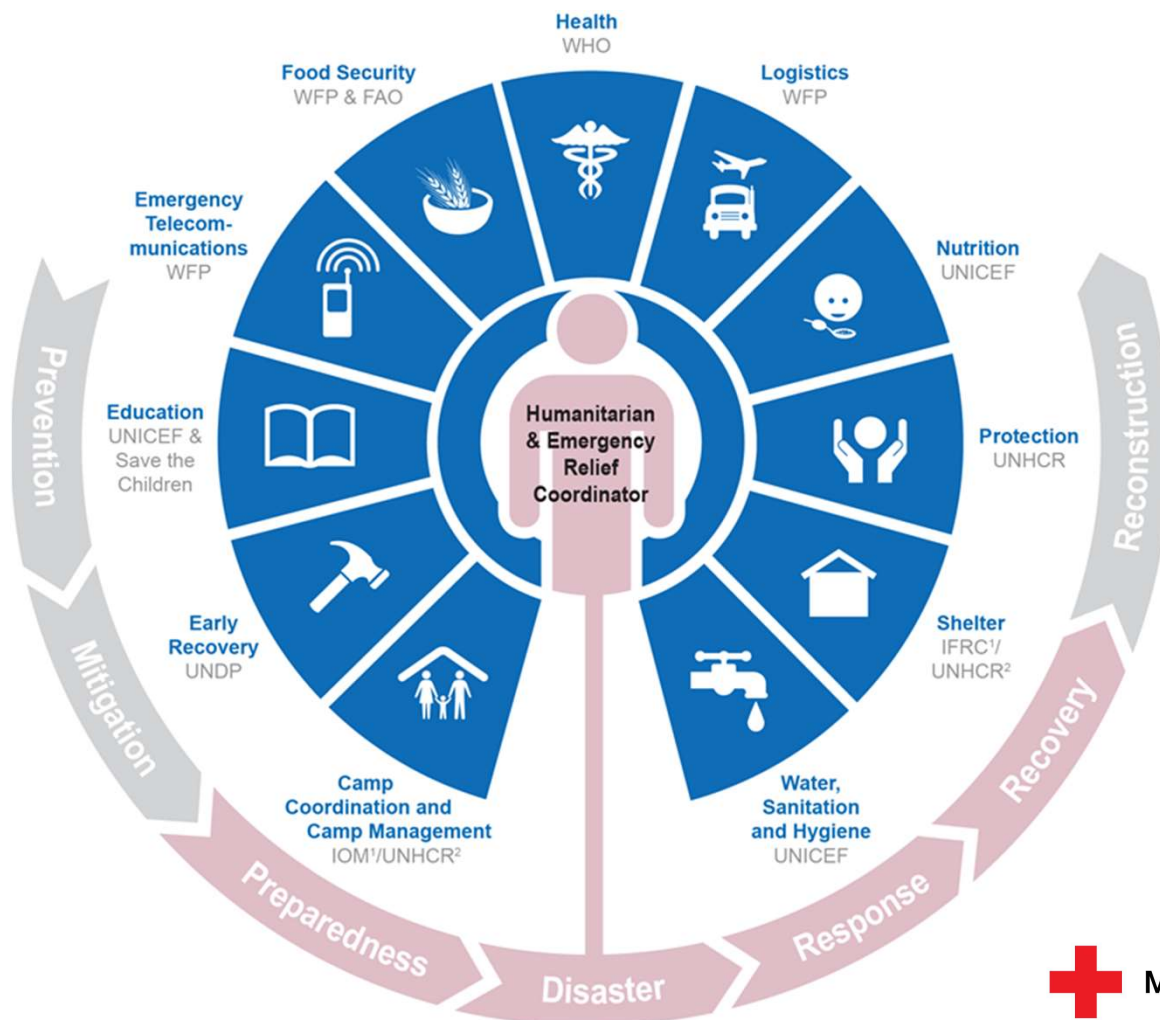 Health
WHO
Logistics
WFP
Nutrition
UNICEF
Protection
UNHCR
Shelter
IFRC¹/
UNHCR²
Water,
Sanitation
and Hygiene
UNICEF
Camp
Coordination and
Camp Management
IOM¹/UNHCR²
Early
Recovery
UNDP
Education
UNICEF &
Save the
Children
Emergency
Telecom-
munications
WFP
Food Security
WFP & FAO
Humanitarian
& Emergency
Relief
Coordinator
Prevention
Mitigation
Preparedness
Disaster
Response
Recovery
Reconstruction